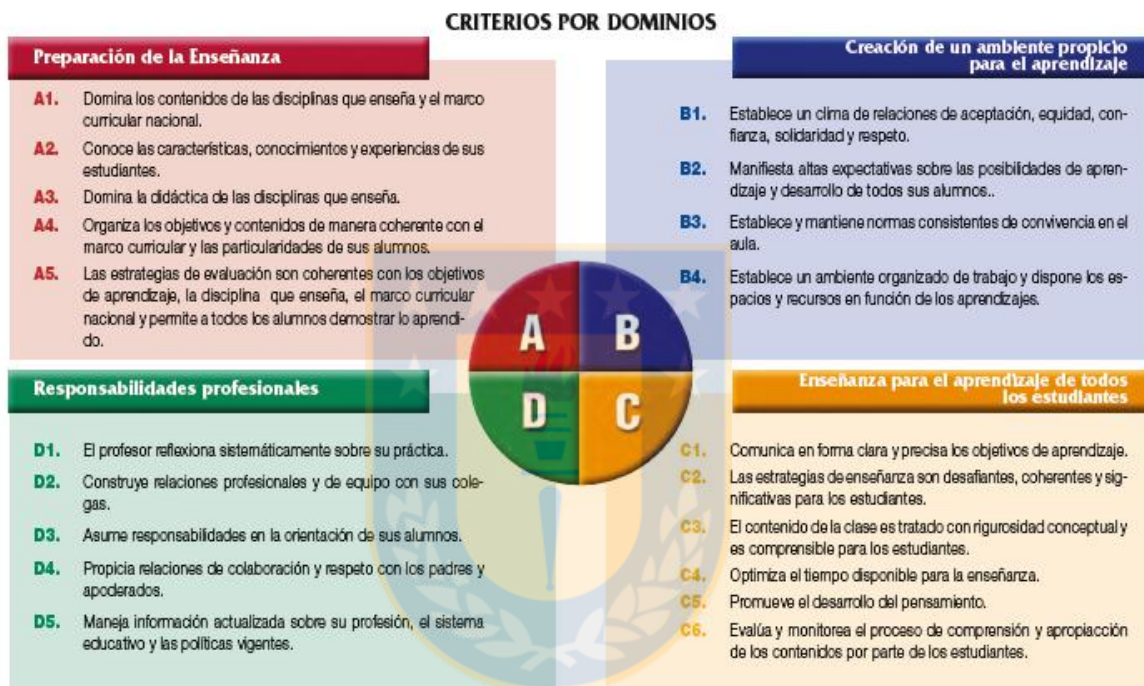 CRITERIOS POR DOMINIOS
Preparación de la Enseñanza
A1. Domina los contenidos de las disciplinas que enseña y el marco
curricular nacional.
A2. Conoce las características, conocimientos y experiencias de sus
estudiantes.
A3. Domina la didáctica de las disciplinas que enseña.
A4. Organiza los objetivos y contenidos de manera coherente con el
marco curricular y las particularidades de sus alumnos.
A5. Las estrategias de evaluación son coherentes con los objetivos
de aprendizaje, la disciplina que enseña, el marco curricular
nacional y permite a todos los alumnos demostrar lo aprendi-
do.
Creación de un ambiente propicio
para el aprendizaje
B1. Establece un clima de relaciones de aceptación, equidad, con-
fianza, solidaridad y respeto.
B2. Manifiesta altas expectativas sobre las posibilidades de apren-
dizaje y desarrollo de todos sus alumnos..
B3. Establece y mantiene normas consistentes de convivencia en el
aula.
B4. Establece un ambiente organizado de trabajo y dispone los es-
pacios y recursos en función de los aprendizajes.
A B
D C
Responsabilidades profesionales
D1. El profesor reflexiona sistemáticamente sobre su práctica.
D2. Construye relaciones profesionales y de equipo con sus cole-
gas.
D3. Asume responsabilidades en la orientación de sus alumnos.
D4. Propicia relaciones de colaboración y respeto con los padres y
apoderados.
D5. Maneja información actualizada sobre su profesión, el sistema
educativo y las políticas vigentes.
Enseñanza para el aprendizaje de todos
los estudiantes
C1. Comunica en forma clara y precisa los objetivos de aprendizaje.
C2. Las estrategias de enseñanza son desafiantes, coherentes y sig-
nificativas para los estudiantes.
C3. El contenido de la clase es tratado con rigurosidad conceptual y
es comprensible para los estudiantes.
C4. Optimiza el tiempo disponible para la enseñanza.
C5. Promueve el desarrollo del pensamiento.
C6. Evalúa y monitorea el proceso de comprensión y apropiacción
de los contenidos por parte de los estudiantes.